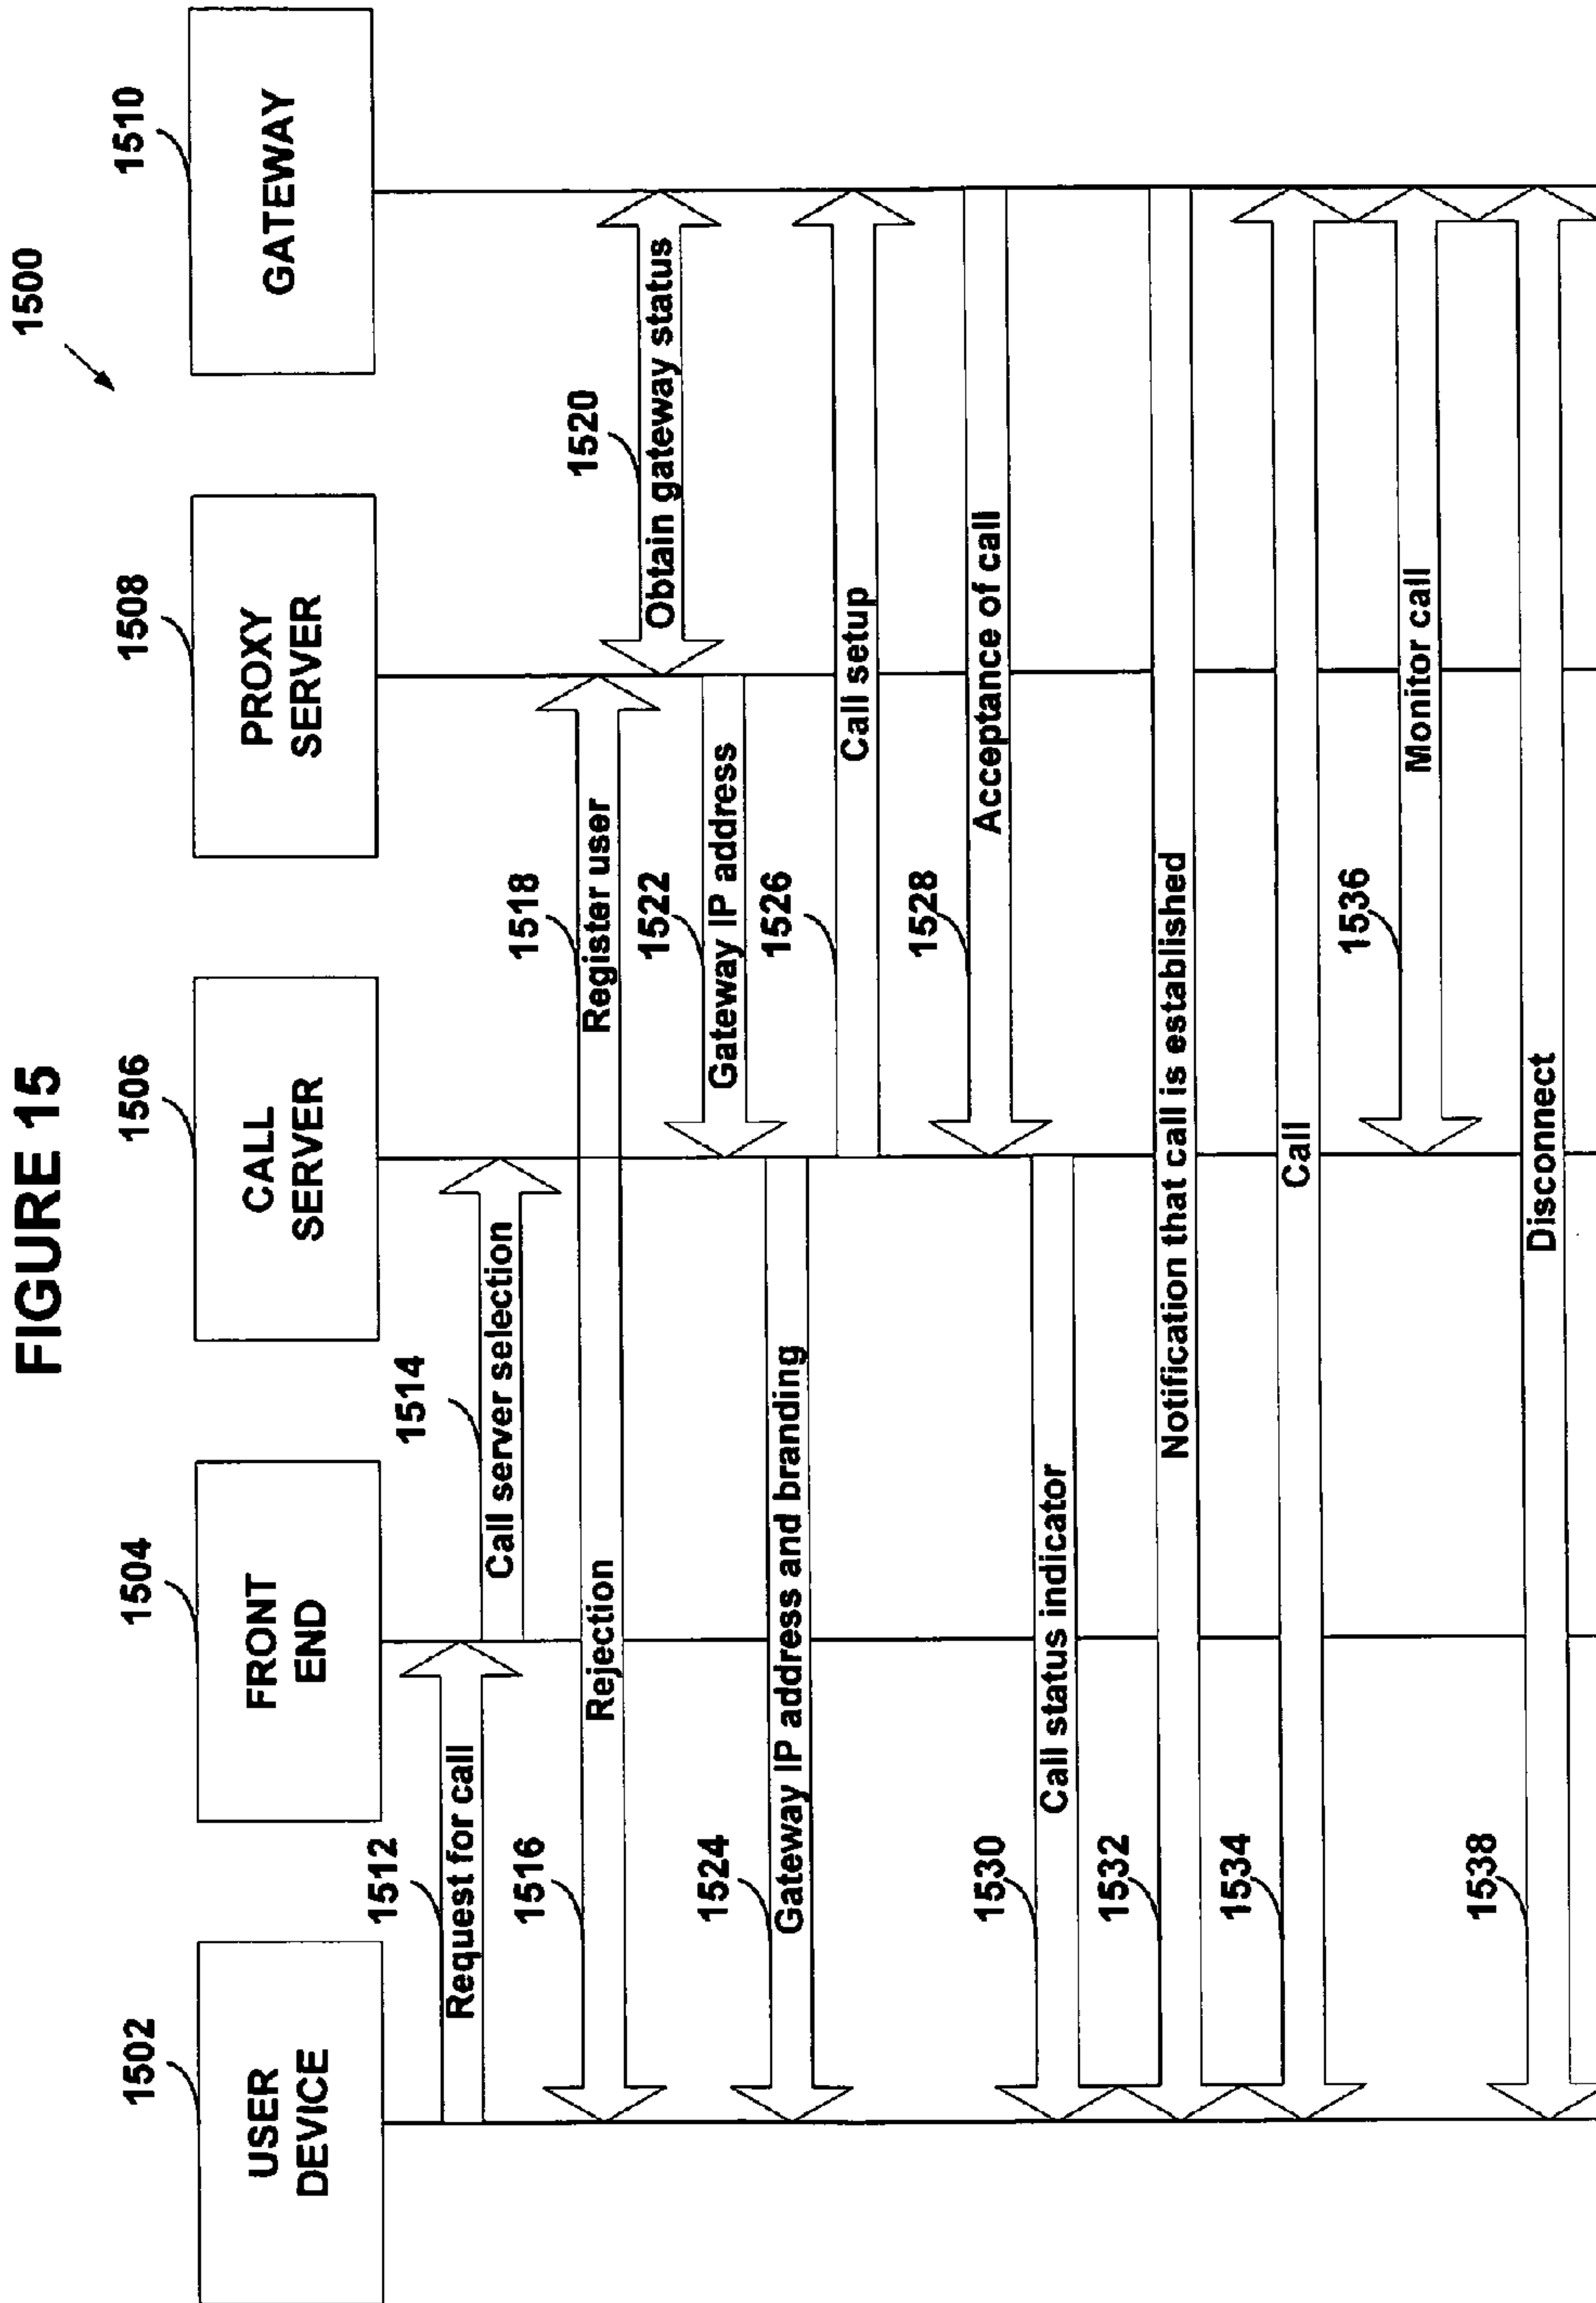 FIGURE 15
1500
1502
1504
1506
1508
1510
USER
DEVICE
FRONT
END
CALL
SERVER
PROXY
SERVER
GATEWAY
1512
Request for call
1514
Call server selection
1516
Rejection
1518
Register user
1520
Obtain gateway status
1522
Gateway IP address
1524
Gateway IP address and branding
1526
Call setup
1528
Acceptance of call
1530
Call status indicator
1532
Notification that call is established
1534
Call
1536
Monitor call
1538
Disconnect